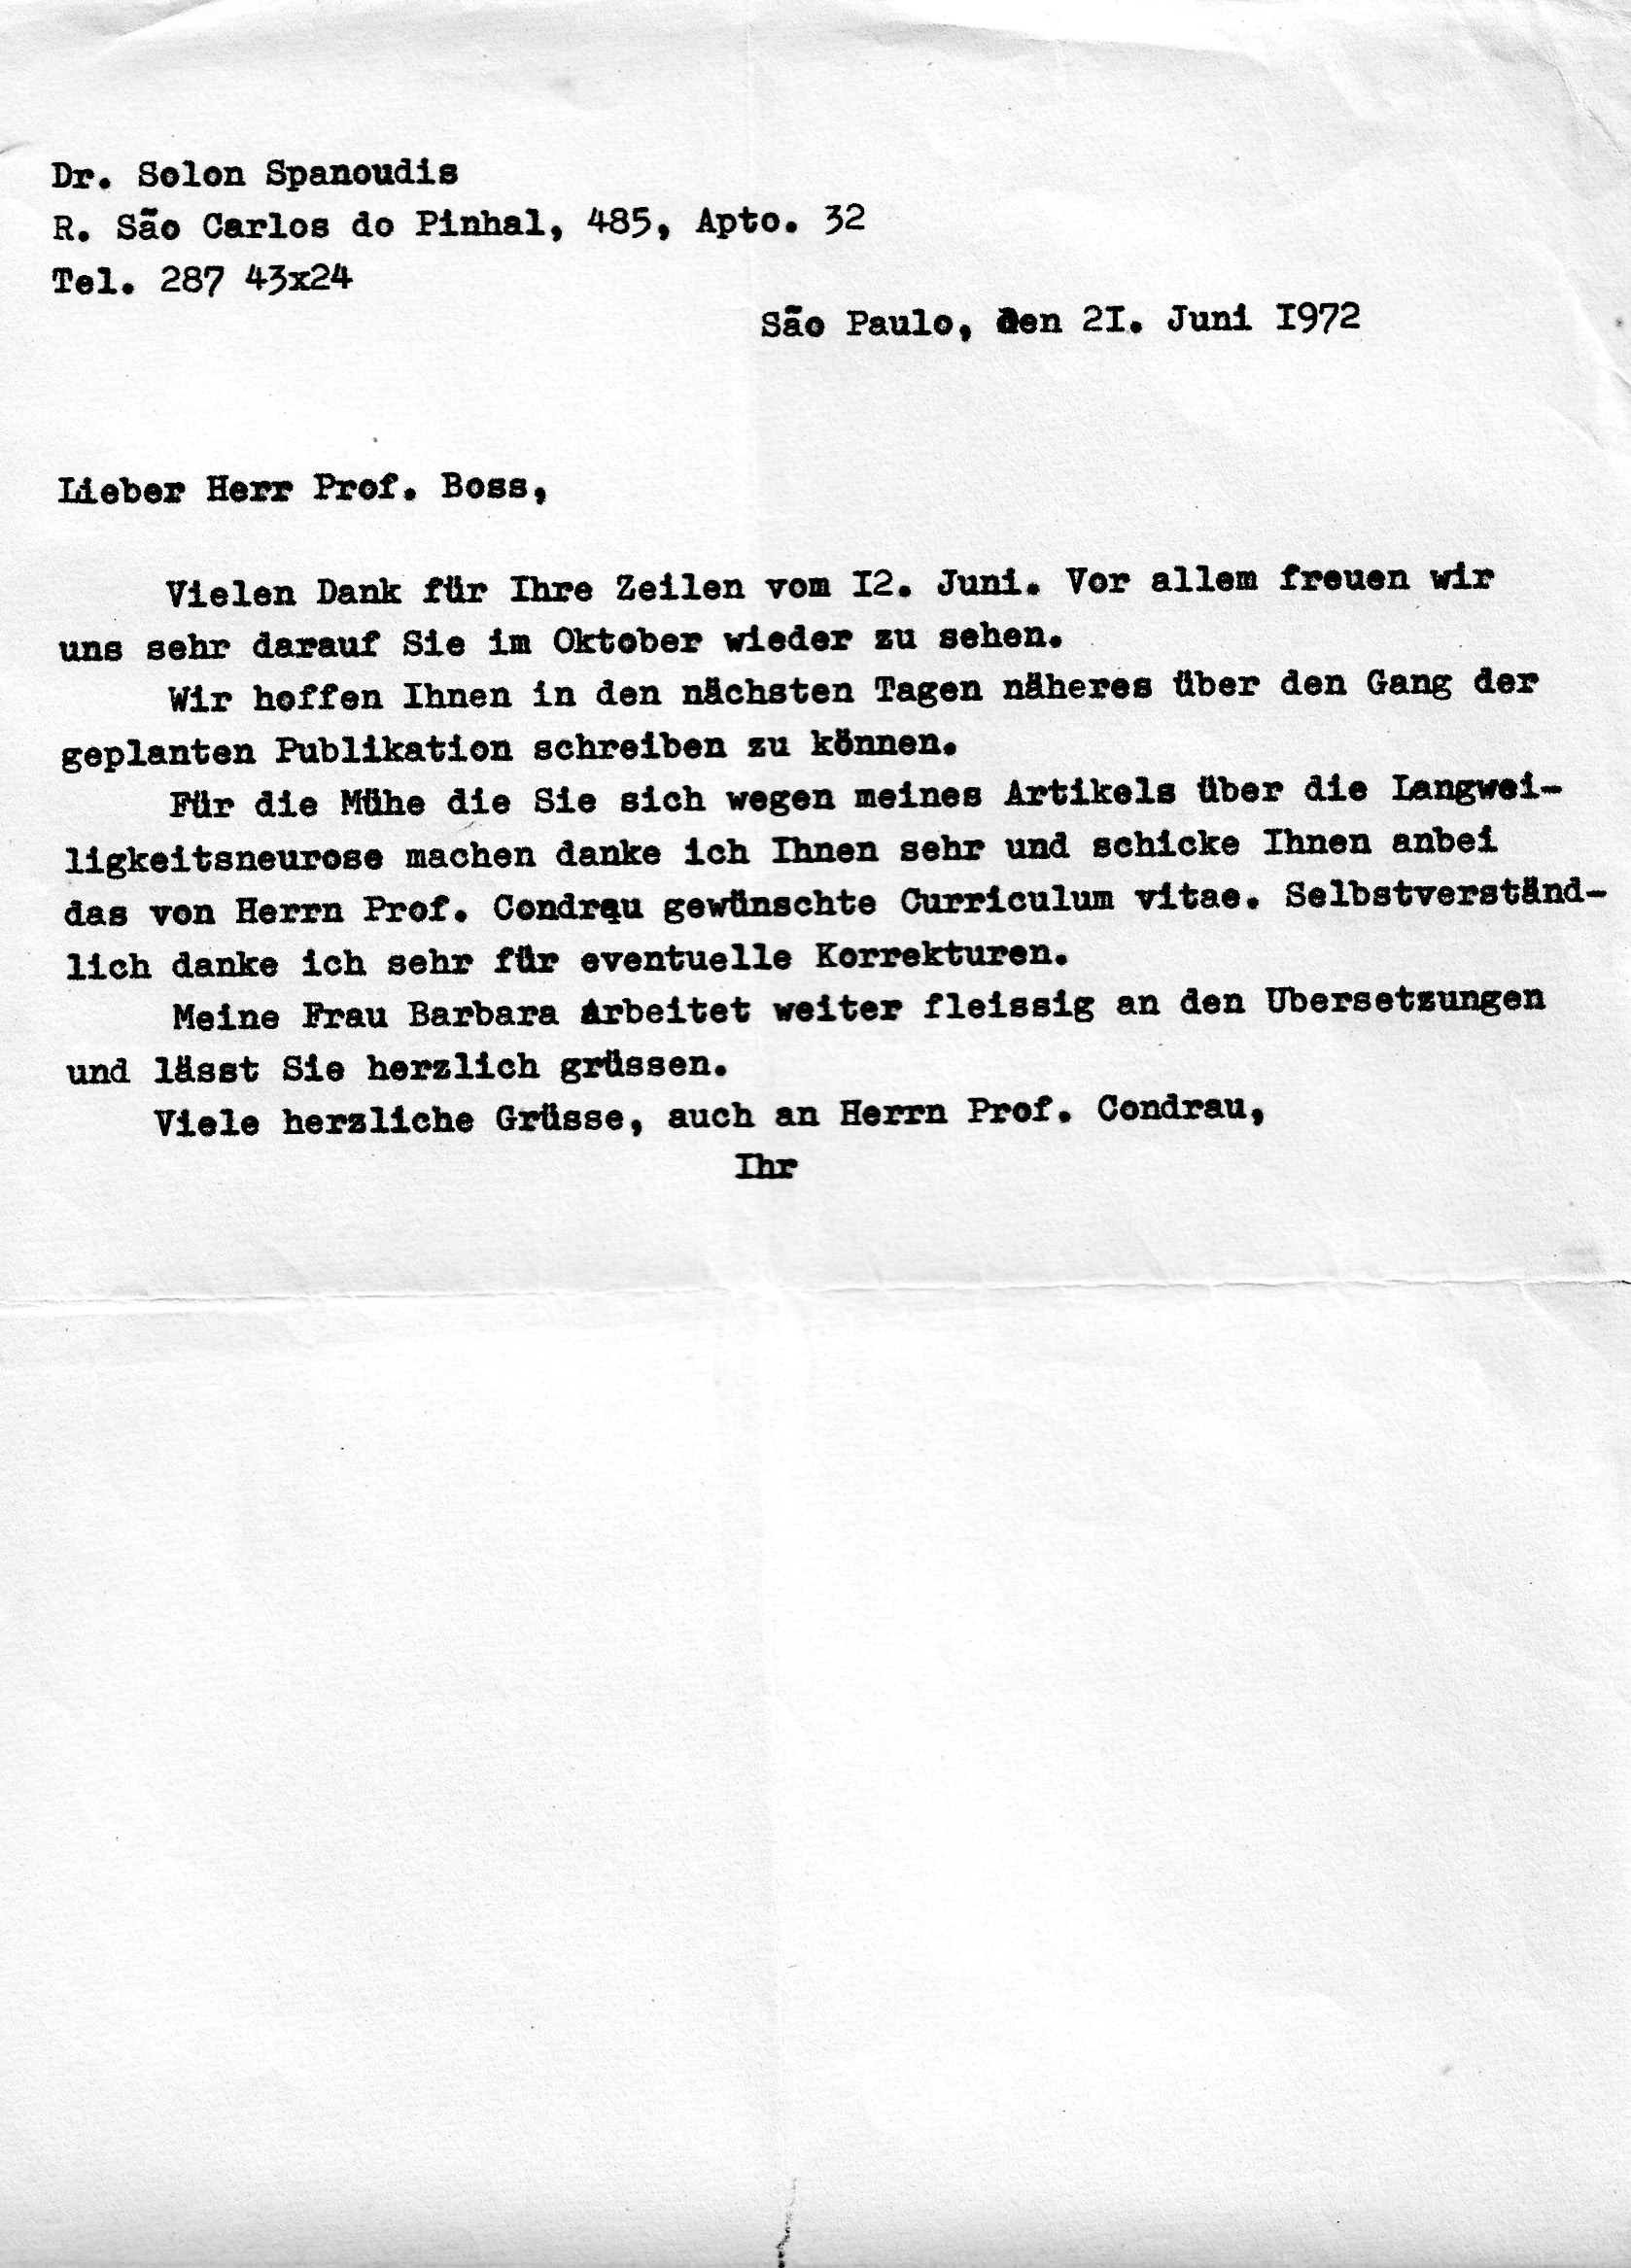 Dr. Solon Spanoudis
R. São Carlos do Pinhal, 485, Apto. 32
Tel. 287 43x24
São Paulo, den 2I. Juni I972
Lieber Herr Prof. Boss,
Vielen Dank für Ihre Zeilen vom I2. Juni. Vor allem freuen wir
uns sehr darauf Sie im Oktober wieder zu sehen.
Wir hoffen Ihnen in den nächsten Tagen näheres über den Gang der
geplanten Publikation schreiben zu können.
Für die Mühe die Sie sich wegen meines Artikels über die Langwei-
ligkeitsneurose machen danke ich Ihnen sehr und schicke Ihnen anbei
das von Herrn Prof. Condrau gewünschte Curriculum vitae. Selbstverständ-
lich danke ich sehr für eventuelle Korrekturen.
Meine Frau Barbara arbeitet weiter fleissig an den Ubersetzungen
und lässt Sie herzlich grüssen.
Viele herzliche Grüsse, auch an Herrn Prof. Condrau,
Ihr